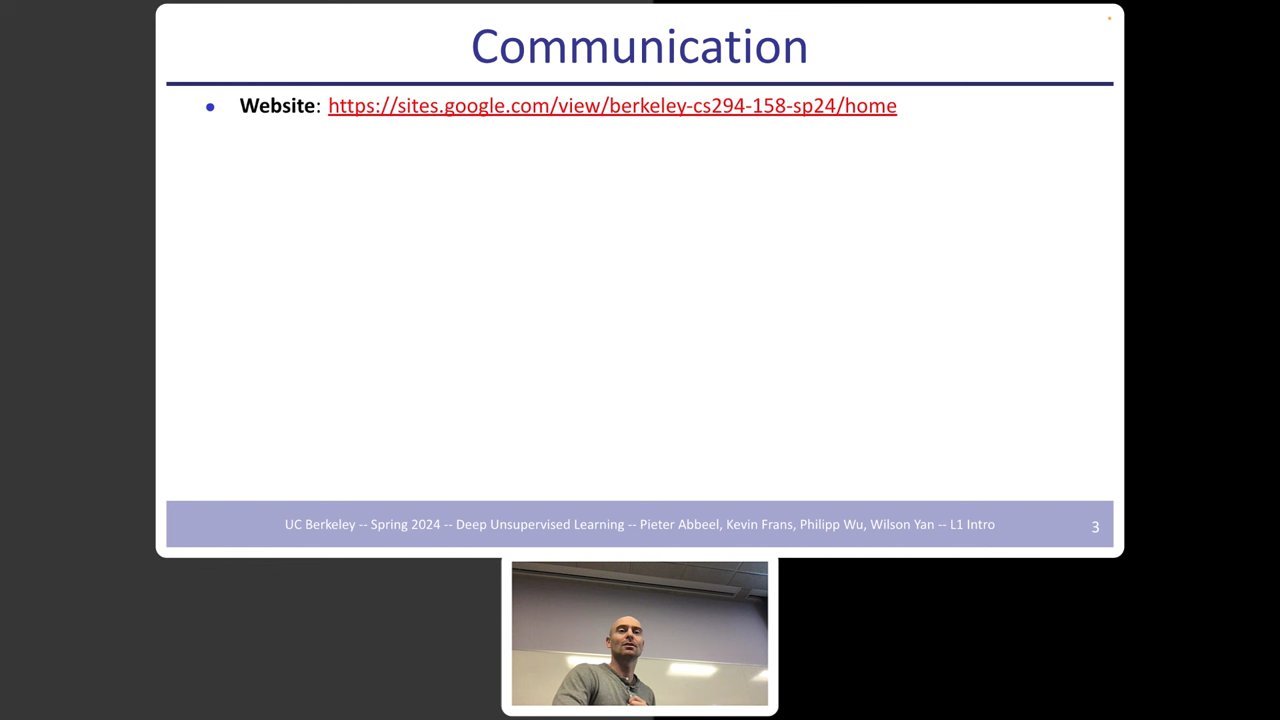 Communication
Website: https://sites.google.com/view/berkeley-cs294-158-sp24/home
UC Berkeley -- Spring 2024 -- Deep Unsupervised Learning -- Pieter Abbeel, Kevin Frans, Philipp Wu, Wilson Yan -- L1 Intro
3